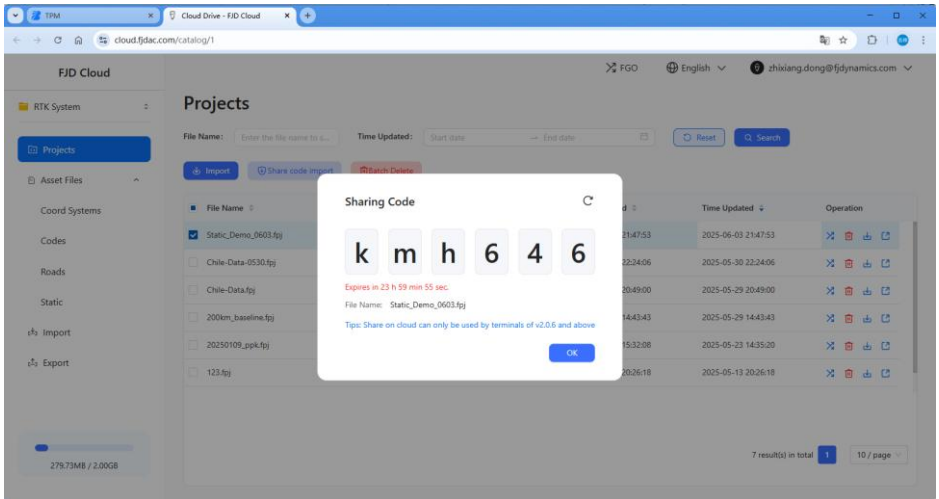 TPM
Cloud Drive - FJD Cloud
cloud.fjdac.com/catalog/1
FJD Cloud
FGO
English
zhixiang.dong@fjdynamics.com
RTK System
Projects
File Name:
Enter the file name to s...
Time Updated:
Start date
End date
Reset
Search
Projects
Import
Share code import
Batch Delete
Asset Files
Coord Systems
Codes
Roads
Static
Import
Export
279.73MB / 2.00GB
File Name
d
Time Updated
Operation
Static_Demo_0603.fpj
21:47:53
2025-06-03 21:47:53
Chile-Data-0530.fpj
22:24:06
2025-05-30 22:24:06
Chile-Data.fpj
20:49:00
2025-05-29 20:49:00
200km_baseline.fpj
14:43:43
2025-05-29 14:43:43
20250109_ppk.fpj
15:32:08
2025-05-23 14:35:20
123.fpj
20:26:18
2025-05-13 20:26:18
Sharing Code
k m h 6 4 6
Expires in 23 h 59 min 55 sec.
File Name: Static_Demo_0603.fpj
Tips: Share on cloud can only be used by terminals of v2.0.6 and above
OK
7 result(s) in total
1
10 / page